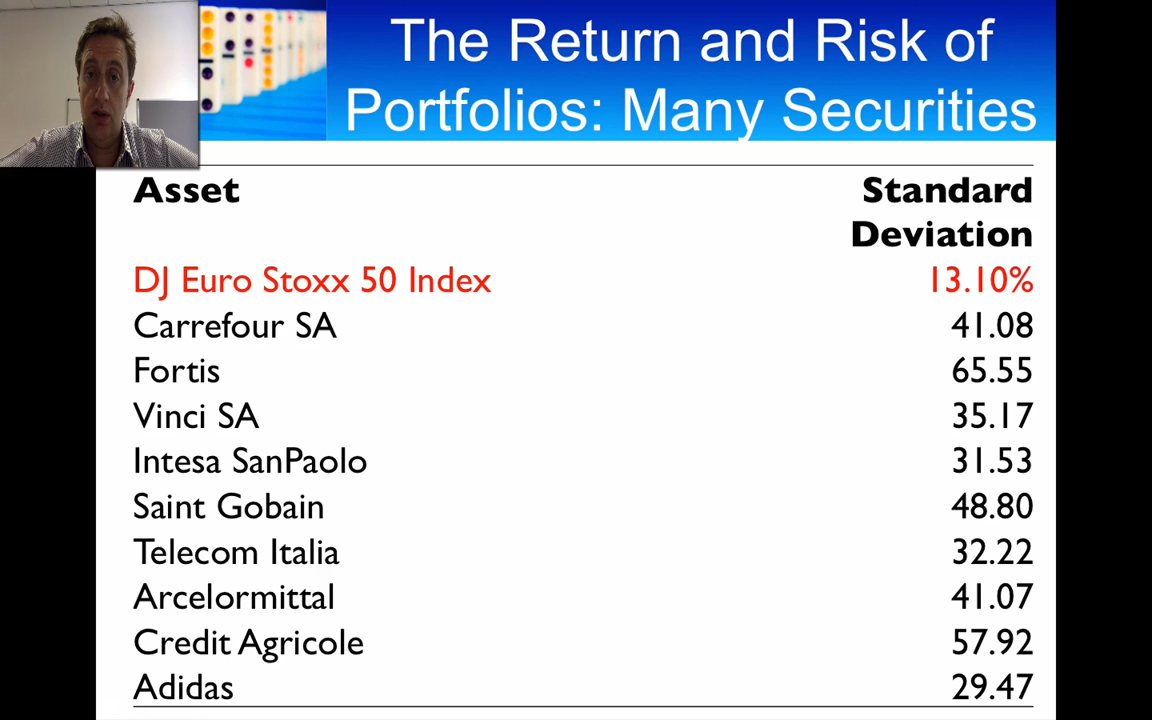 The Return and Risk of
Portfolios: Many Securities
Asset Standard
Deviation
DJ Euro Stoxx 50 Index 13.10%
Carrefour SA 41.08
Fortis 65.55
Vinci SA 35.17
Intesa SanPaolo 31.53
Saint Gobain 48.80
Telecom Italia 32.22
Arcelormittal 41.07
Credit Agricole 57.92
Adidas 29.47